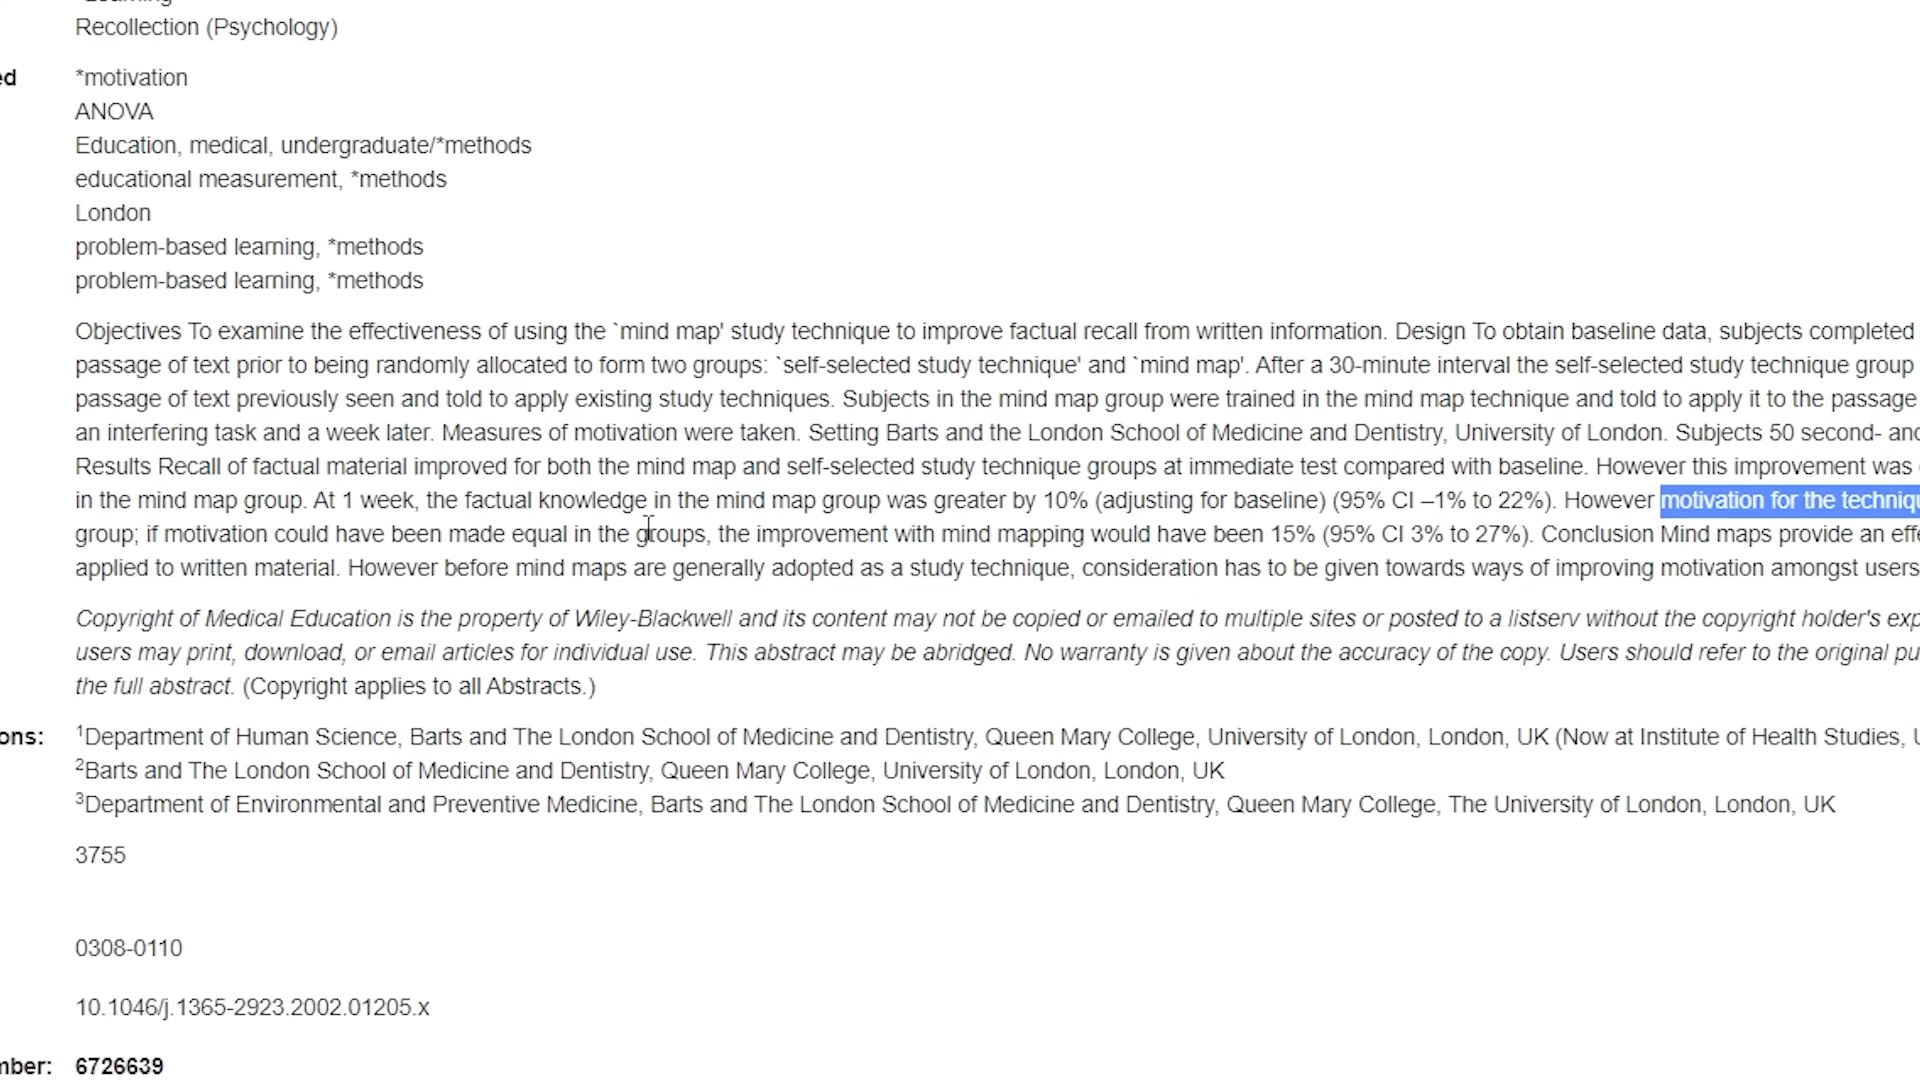 Recollection (Psychology)
ed *motivation
ANOVA
Education, medical, undergraduate/*methods
educational measurement, *methods
London
problem-based learning, *methods
problem-based learning, *methods
Objectives To examine the effectiveness of using the `mind map' study technique to improve factual recall from written information. Design To obtain baseline data, subjects completed
passage of text prior to being randomly allocated to form two groups: `self-selected study technique' and `mind map'. After a 30-minute interval the self-selected study technique group
passage of text previously seen and told to apply existing study techniques. Subjects in the mind map group were trained in the mind map technique and told to apply it to the passage
an interfering task and a week later. Measures of motivation were taken. Setting Barts and the London School of Medicine and Dentistry, University of London. Subjects 50 second- and
Results Recall of factual material improved for both the mind map and self-selected study technique groups at immediate test compared with baseline. However this improvement was
in the mind map group. At 1 week, the factual knowledge in the mind map group was greater by 10% (adjusting for baseline) (95% CI –1% to 22%). However motivation for the techniqu
group; if motivation could have been made equal in the groups, the improvement with mind mapping would have been 15% (95% CI 3% to 27%). Conclusion Mind maps provide an effe
applied to written material. However before mind maps are generally adopted as a study technique, consideration has to be given towards ways of improving motivation amongst users
Copyright of Medical Education is the property of Wiley-Blackwell and its content may not be copied or emailed to multiple sites or posted to a listserv without the copyright holder's exp
users may print, download, or email articles for individual use. This abstract may be abridged. No warranty is given about the accuracy of the copy. Users should refer to the original pu
the full abstract. (Copyright applies to all Abstracts.)
ons: 1Department of Human Science, Barts and The London School of Medicine and Dentistry, Queen Mary College, University of London, London, UK (Now at Institute of Health Studies, U
2Barts and The London School of Medicine and Dentistry, Queen Mary College, University of London, London, UK
3Department of Environmental and Preventive Medicine, Barts and The London School of Medicine and Dentistry, Queen Mary College, The University of London, London, UK
3755
0308-0110
10.1046/j.1365-2923.2002.01205.x
mber: 6726639